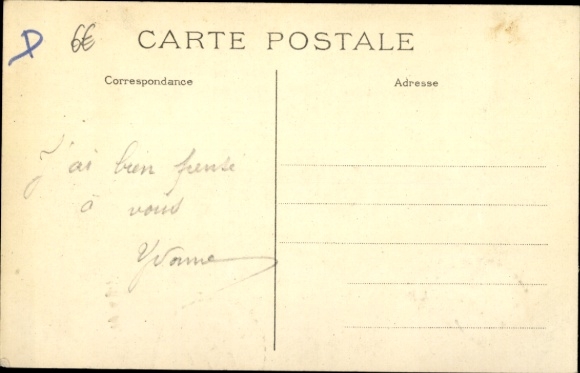 D 6€ CARTE POSTALE
Correspondance
Adresse
J'ai bien pensé
à vous
Yvonne